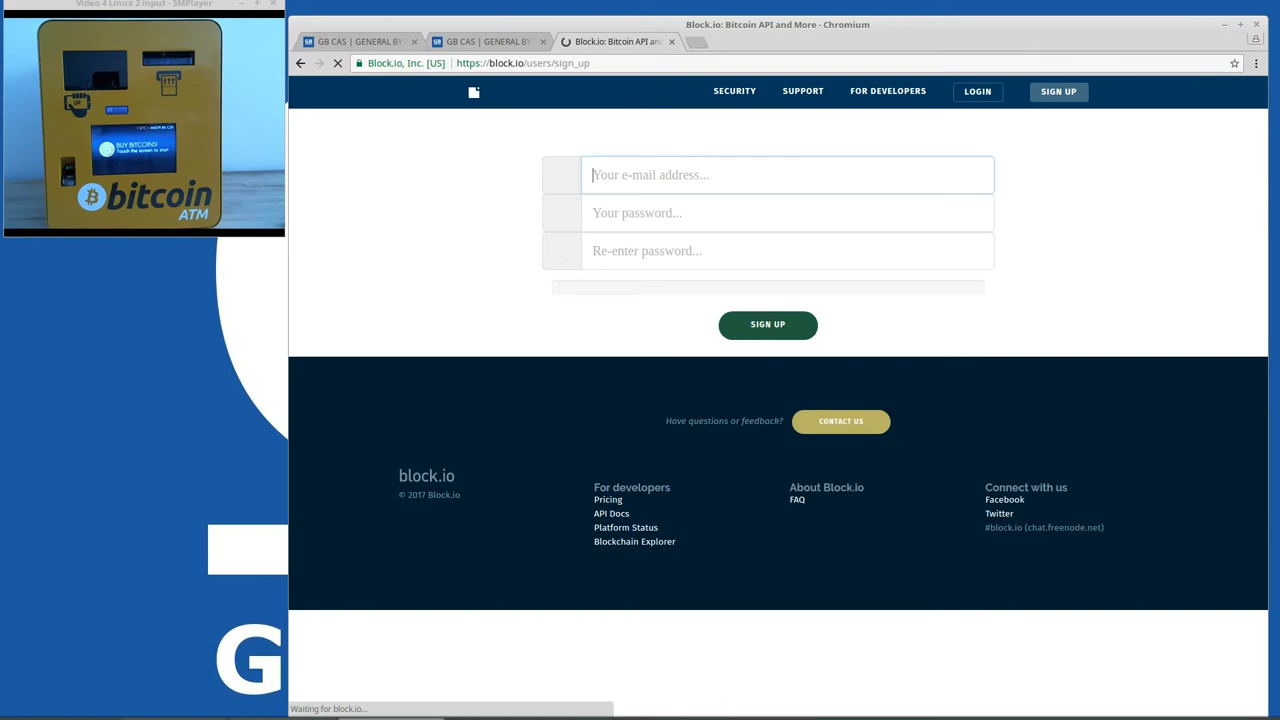 Video 4 Linux 2 input - SMPlayer
BUY BITCOINS!
Touch the screen to start
bitcoin
ATM
G
Block.io: Bitcoin API and More - Chromium
GB CAS | GENERAL BY
GB CAS | GENERAL BY
Block.io: Bitcoin API an
Block.io, Inc. [US]
https://block.io/users/sign_up
SECURITY
SUPPORT
FOR DEVELOPERS
LOGIN
SIGN UP
Your e-mail address...
Your password...
Re-enter password...
SIGN UP
Have questions or feedback?
CONTACT US
block.io
© 2017 Block.io
For developers
Pricing
API Docs
Platform Status
Blockchain Explorer
About Block.io
FAQ
Connect with us
Facebook
Twitter
#block.io (chat.freenode.net)
Waiting for block.io...